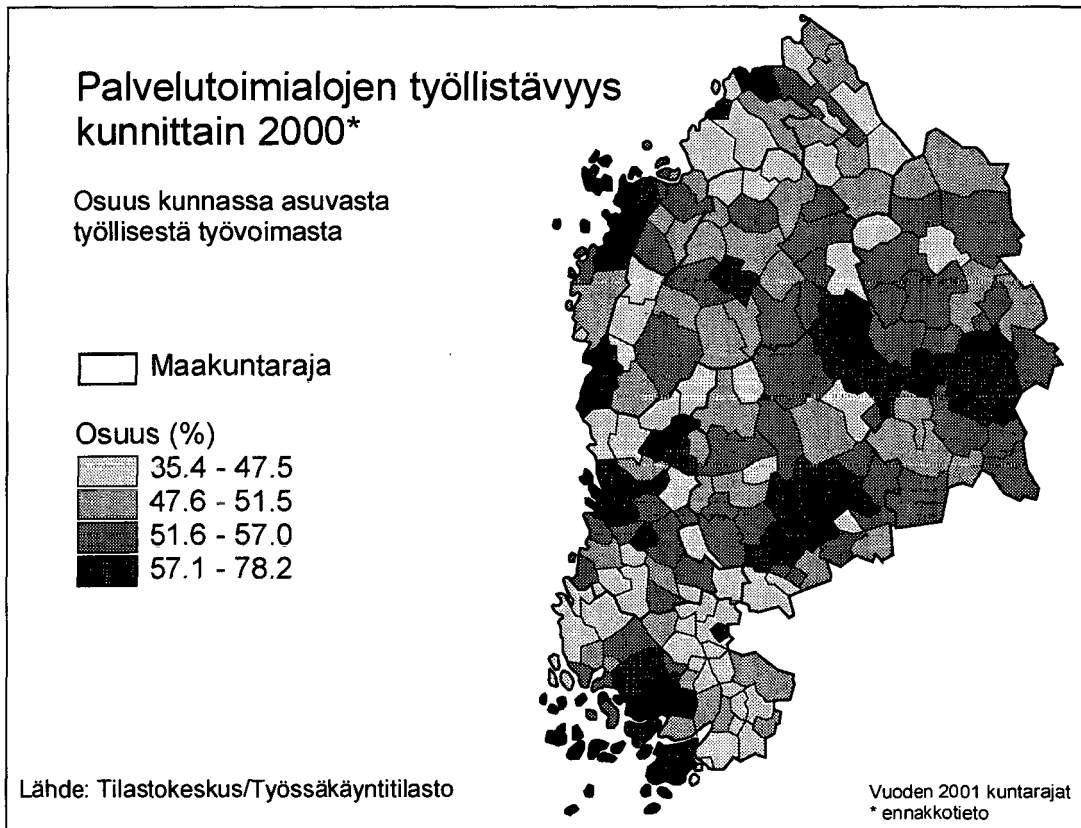 Palvelutoimialojen työllistävyys
kunnittain 2000*
Osuus kunnassa asuvasta
työllisestä työvoimasta
Maakuntaraja
Osuus (%)
35.4 - 47.5
47.6 - 51.5
51.6 - 57.0
57.1 - 78.2
Lähde: Tilastokeskus/Työssäkäyntitilasto
Vuoden 2001 kuntarajat
* ennakkotieto